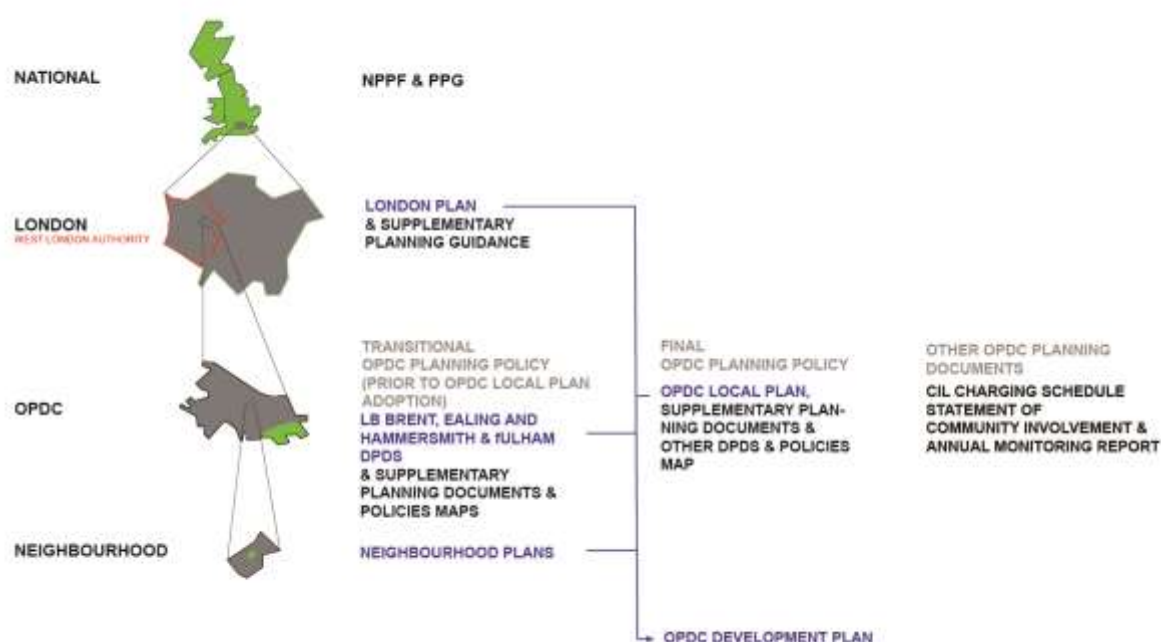 NATIONAL
NPPF & PPG
LONDON
WEST LONDON AUTHORITY
LONDON PLAN
& SUPPLEMENTARY
PLANNING GUIDANCE
OPDC
TRANSITIONAL
OPDC PLANNING POLICY
(PRIOR TO OPDC LOCAL PLAN
ADOPTION)
LB BRENT, EALING AND
HAMMERSMITH & fULHAM
DPDS
& SUPPLEMENTARY
PLANNING DOCUMENTS &
POLICIES MAPS
FINAL
OPDC PLANNING POLICY
OPDC LOCAL PLAN,
SUPPLEMENTARY PLAN-
NING DOCUMENTS &
OTHER DPDS & POLICIES
MAP
OTHER OPDC PLANNING
DOCUMENTS
CIL CHARGING SCHEDULE
STATEMENT OF
COMMUNITY INVOLVEMENT &
ANNUAL MONITORING REPORT
NEIGHBOURHOOD
NEIGHBOURHOOD PLANS
OPDC DEVELOPMENT PLAN